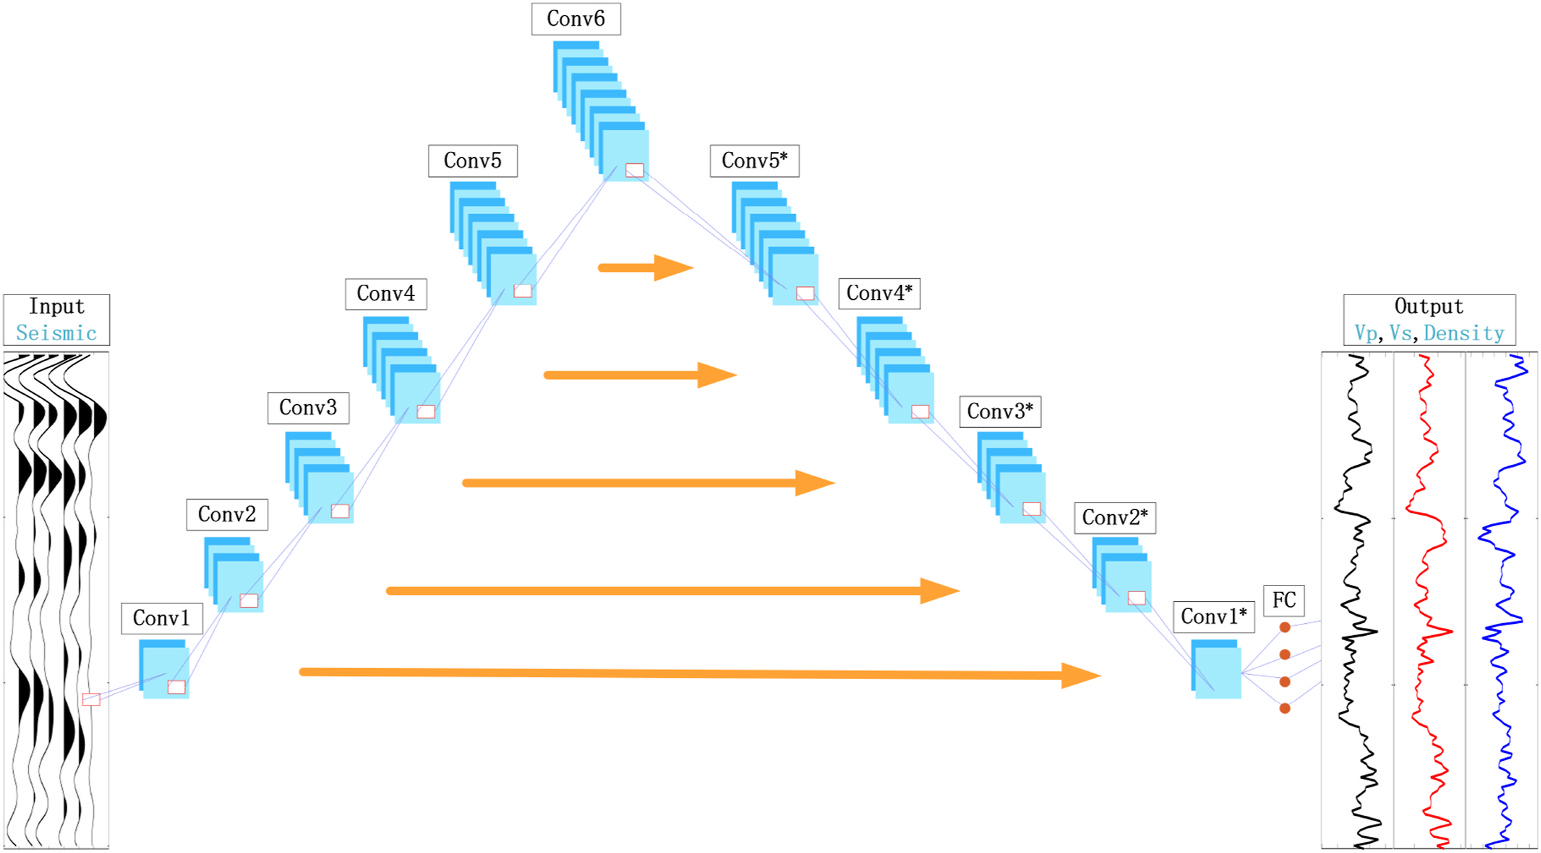 Conv6
Conv5
Conv5*
Conv4
Conv4*
Input
Seismic
Output
Vp,Vs,Density
Conv3
Conv3*
Conv2
Conv2*
Conv1
Conv1*
FC